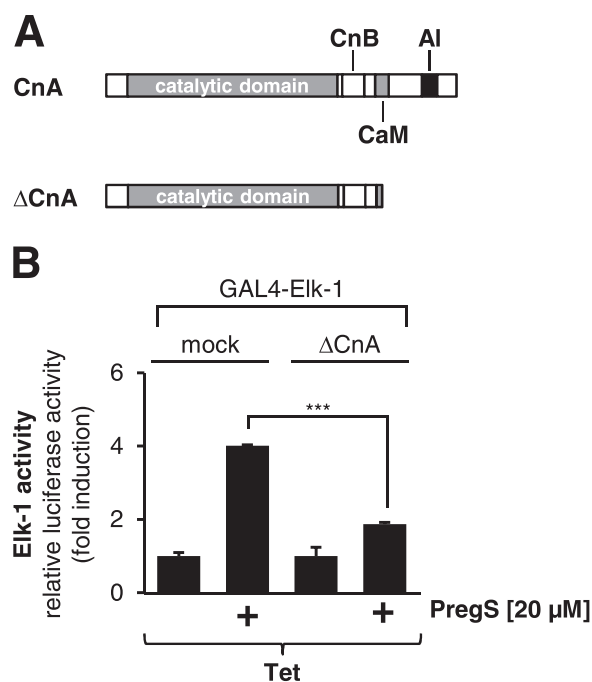 A
CnB AI
CnA catalytic domain
CaM
ΔCnA catalytic domain
B
GAL4-Elk-1
mock ΔCnA
Elk-1 activity
relative luciferase activity
(fold induction)
6
4
2
0
***
+ + PregS [20 µM]
Tet